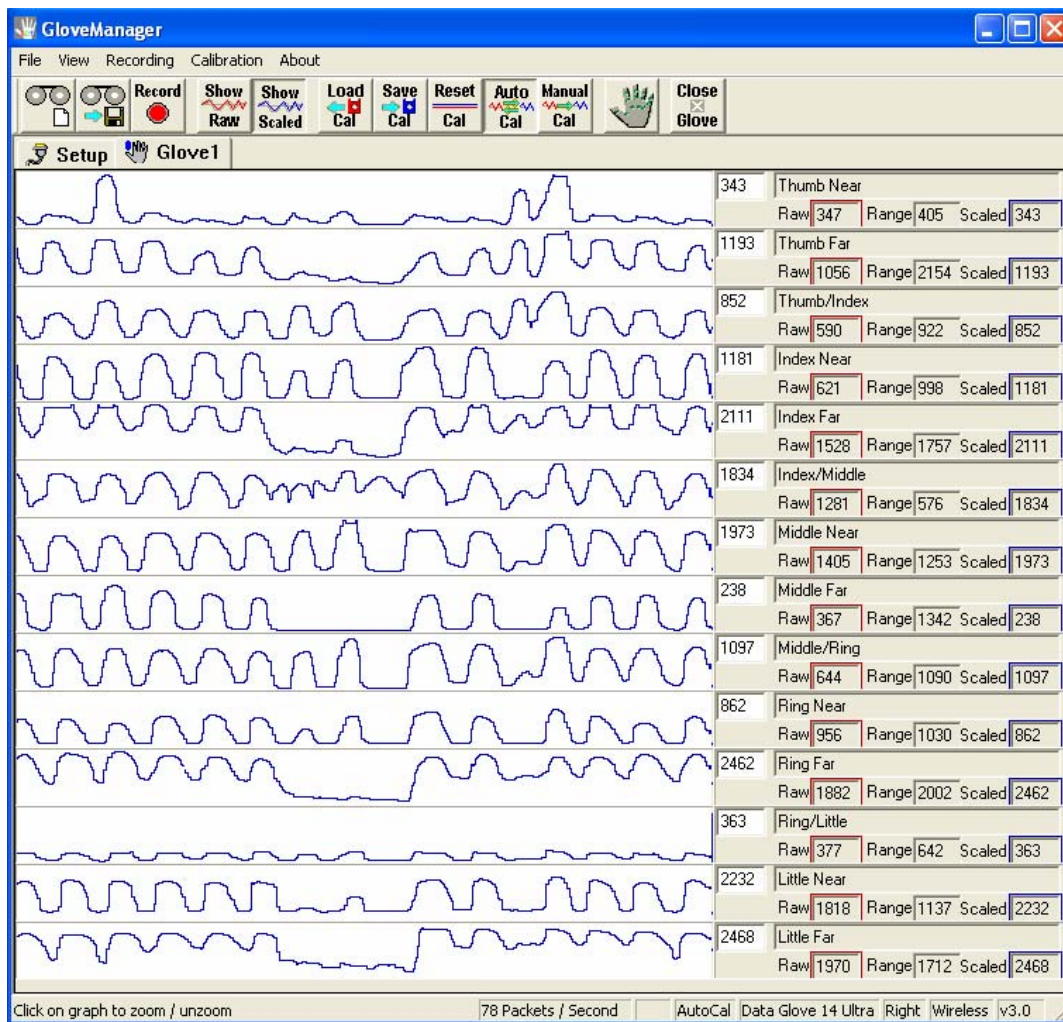 GloveManager
File View Recording Calibration About
Record Show Raw Show Scaled Load Cal Save Cal Reset Cal Auto Cal Manual Cal Close Glove
Setup Glove1
343 Thumb Near
Raw 347 Range 405 Scaled 343
1193 Thumb Far
Raw 1056 Range 2154 Scaled 1193
852 Thumb/Index
Raw 590 Range 922 Scaled 852
1181 Index Near
Raw 621 Range 998 Scaled 1181
2111 Index Far
Raw 1528 Range 1757 Scaled 2111
1834 Index/Middle
Raw 1281 Range 576 Scaled 1834
1973 Middle Near
Raw 1405 Range 1253 Scaled 1973
238 Middle Far
Raw 367 Range 1342 Scaled 238
1097 Middle/Ring
Raw 644 Range 1090 Scaled 1097
862 Ring Near
Raw 956 Range 1030 Scaled 862
2462 Ring Far
Raw 1882 Range 2002 Scaled 2462
363 Ring/Little
Raw 377 Range 642 Scaled 363
2232 Little Near
Raw 1818 Range 1137 Scaled 2232
2468 Little Far
Raw 1970 Range 1712 Scaled 2468
Click on graph to zoom / unzoom 78 Packets / Second AutoCal Data Glove 14 Ultra Right Wireless v3.0